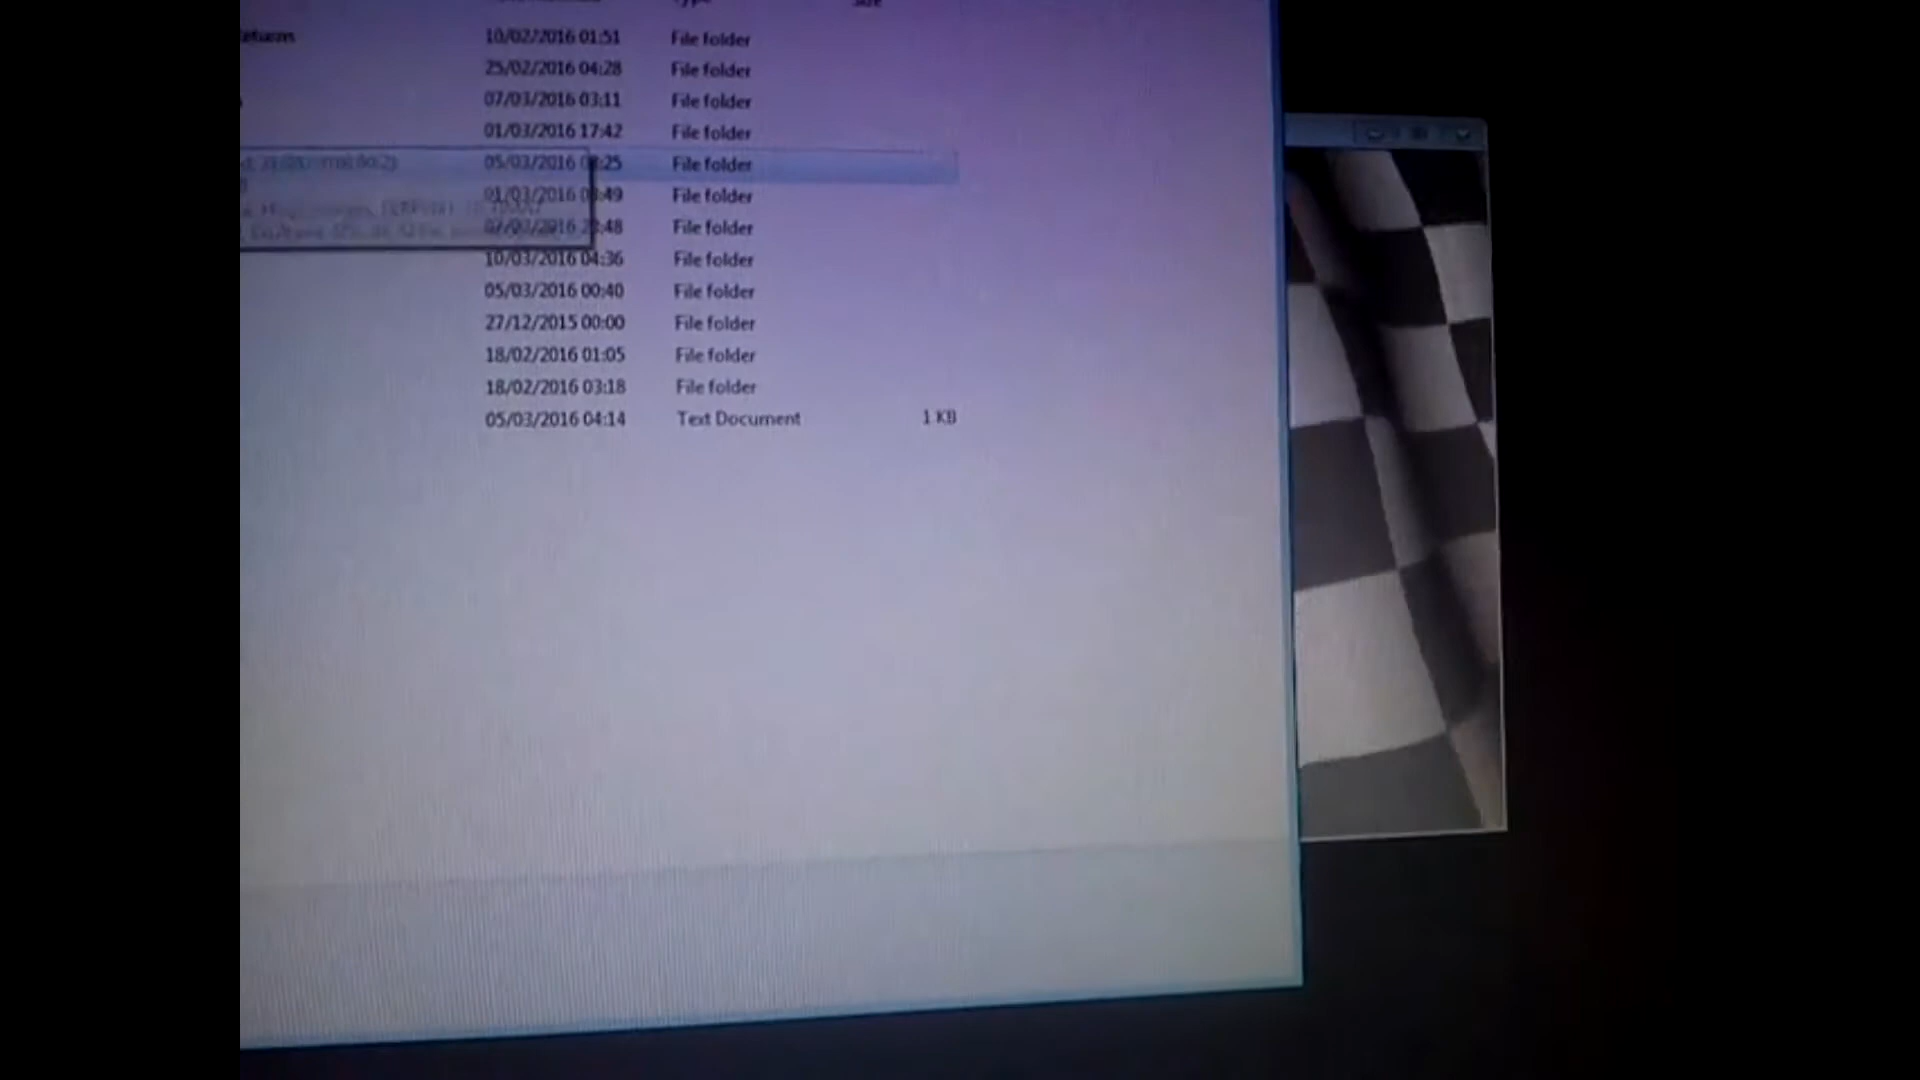 Type Size
eturns 10/02/2016 01:51 File folder
25/02/2016 04:28 File folder
07/03/2016 03:11 File folder
01/03/2016 17:42 File folder
05/03/2016 File folder
01/03/2016 File folder
File folder
10/03/2016 04:36 File folder
05/03/2016 00:40 File folder
27/12/2015 00:00 File folder
18/02/2016 01:05 File folder
18/02/2016 03:18 File folder
05/03/2016 04:14 Text Document 1 KB